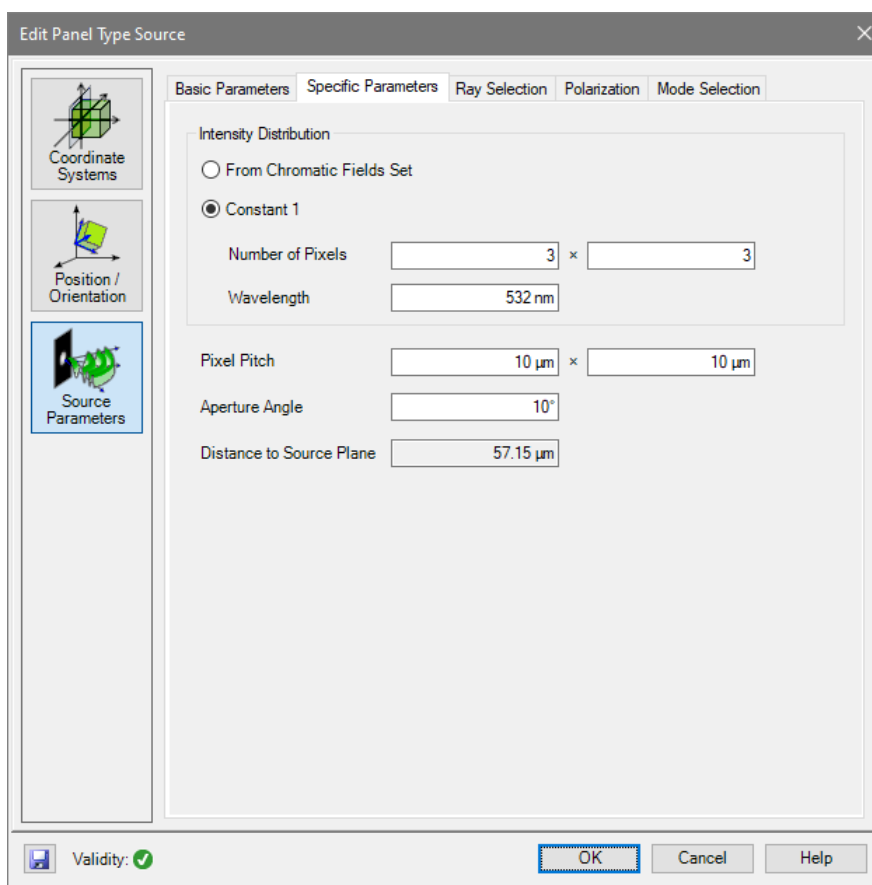 Edit Panel Type Source
Coordinate
Systems
Position /
Orientation
Source
Parameters
Basic Parameters Specific Parameters Ray Selection Polarization Mode Selection
Intensity Distribution
From Chromatic Fields Set
Constant 1
Number of Pixels 3 × 3
Wavelength 532 nm
Pixel Pitch 10 µm × 10 µm
Aperture Angle 10°
Distance to Source Plane 57.15 µm
Validity: OK Cancel Help